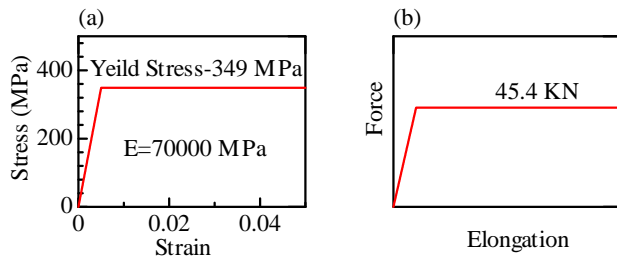 (a)
Yeild Stress-349 MPa
E=70000 MPa
Stress (MPa)
400
200
0
0
0.02
0.04
Strain
(b)
45.4 KN
Force
Elongation